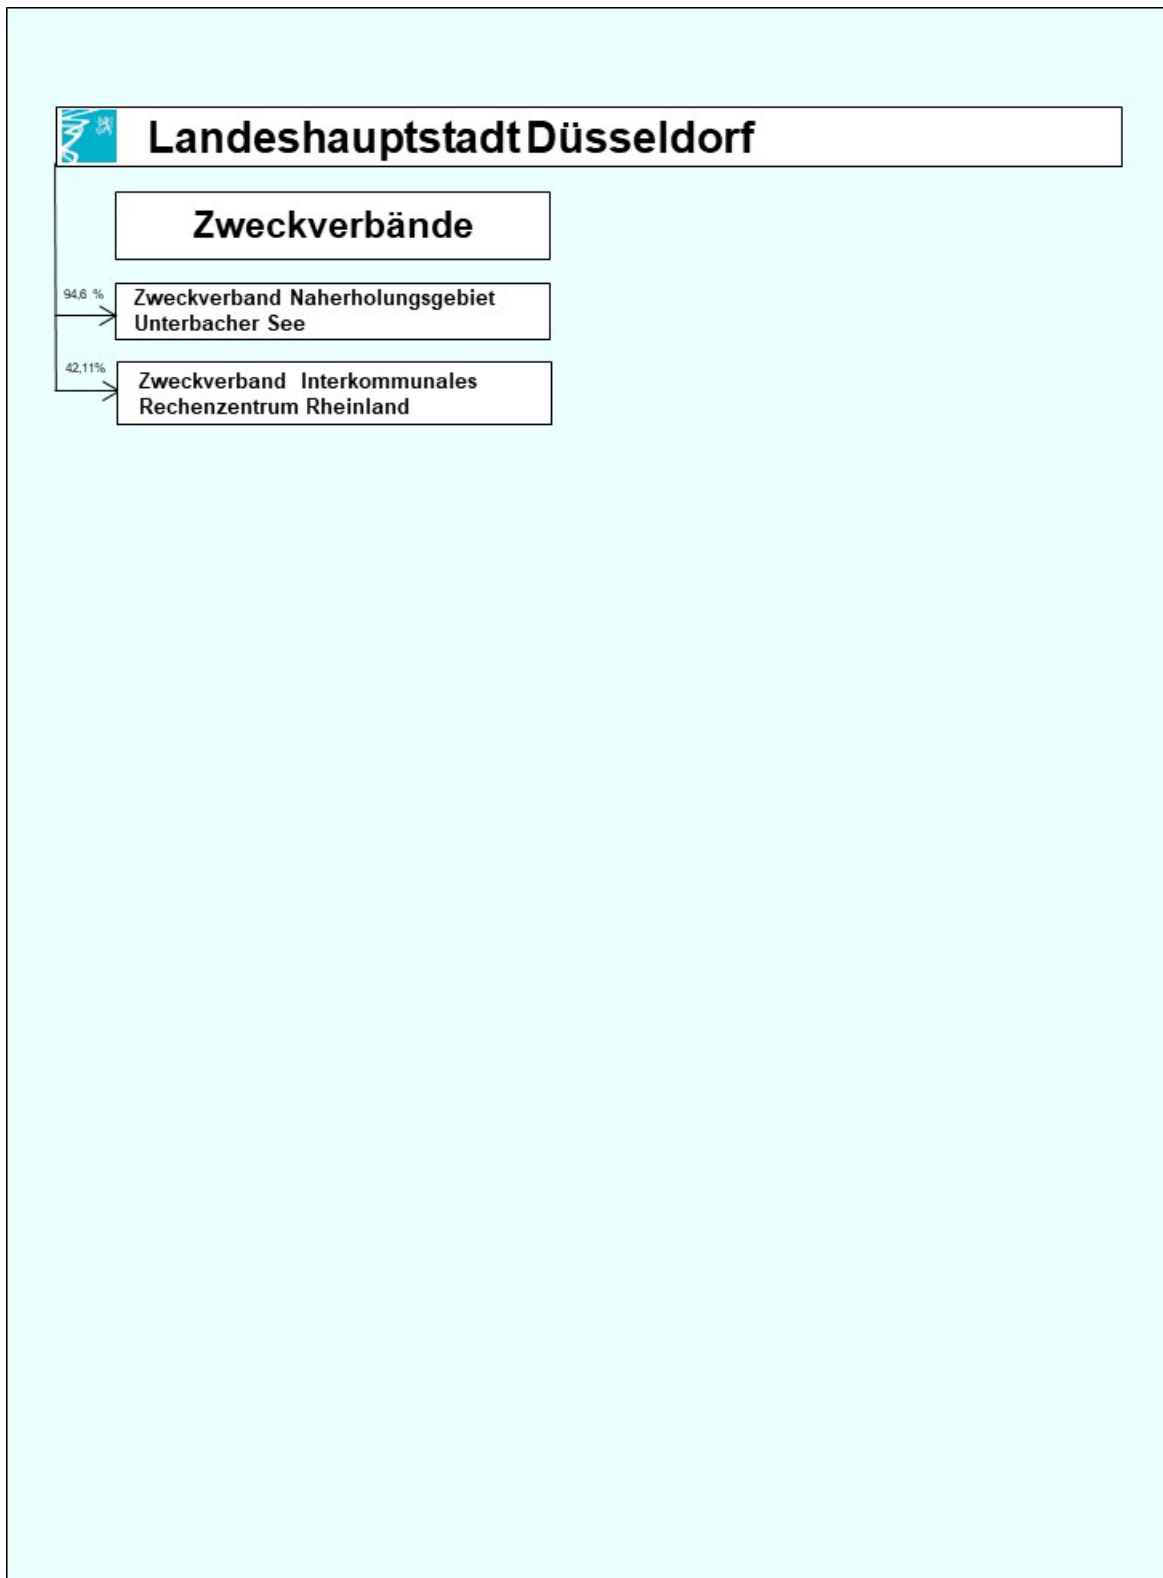 Landeshauptstadt Düsseldorf
Zweckverbände
94,6 %
Zweckverband Naherholungsgebiet
Unterbacher See
42,11%
Zweckverband Interkommunales
Rechenzentrum Rheinland